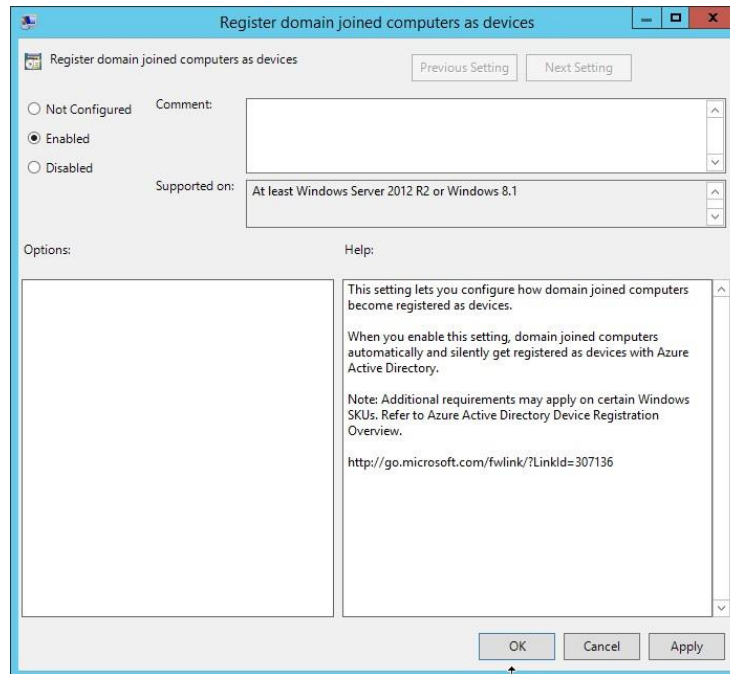 Register domain joined computers as devices
Register domain joined computers as devices
Previous Setting
Next Setting
Not Configured
Comment:
Enabled
Disabled
Supported on:
At least Windows Server 2012 R2 or Windows 8.1
Options:
Help:
This setting lets you configure how domain joined computers
become registered as devices.
When you enable this setting, domain joined computers
automatically and silently get registered as devices with Azure
Active Directory.
Note: Additional requirements may apply on certain Windows
SKUs. Refer to Azure Active Directory Device Registration
Overview.
http://go.microsoft.com/fwlink/?LinkId=307136
OK
Cancel
Apply